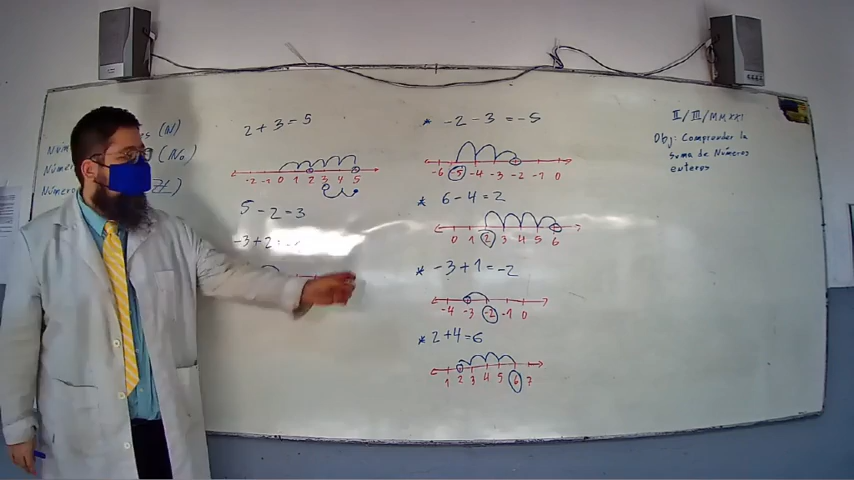 (N)
(N₀)
Número
Número
2+3=5
-2 -1 0 1 2 3 4 5
5-2=3
-3+2=
* -2-3=-5
-6 -5 -4 -3 -2 -1 0
* 6-4=2
0 1 2 3 4 5 6
* -3+1=-2
-4 -3 -2 -1 0
* 2+4=6
1 2 3 4 5 6 7
II/III/MMXXI
Obj: Comprender la
suma de Números
enteros